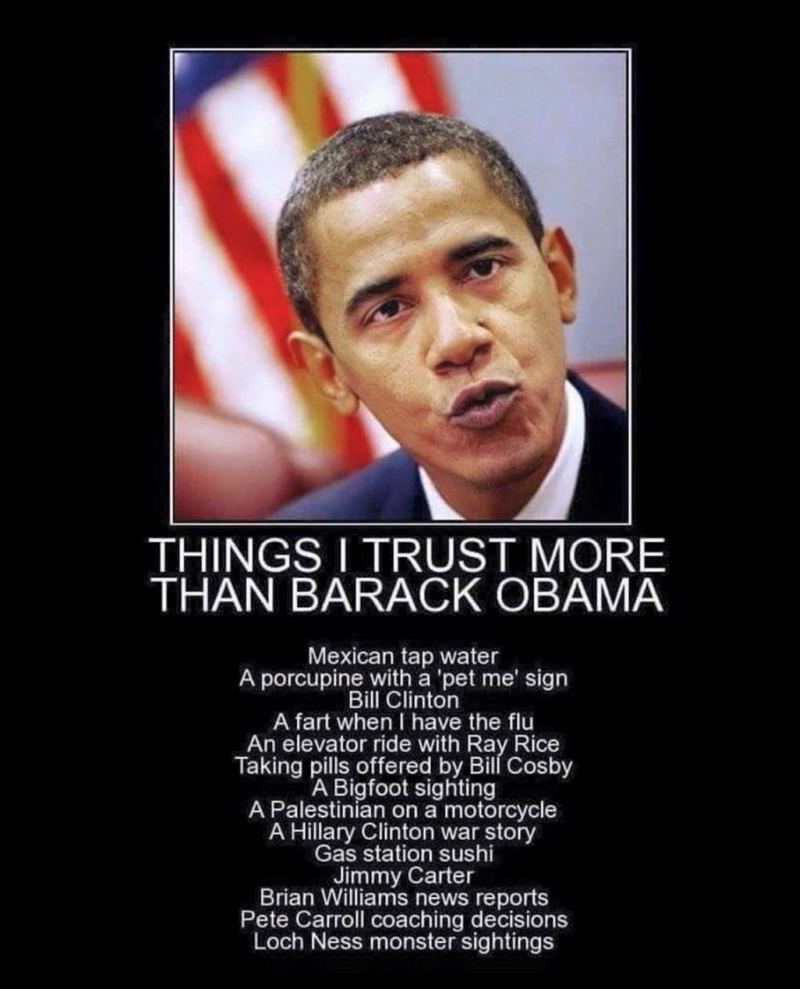 THINGS I TRUST MORE
THAN BARACK OBAMA
Mexican tap water
A porcupine with a 'pet me' sign
Bill Clinton
A fart when I have the flu
An elevator ride with Ray Rice
Taking pills offered by Bill Cosby
A Bigfoot sighting
A Palestinian on a motorcycle
A Hillary Clinton war story
Gas station sushi
Jimmy Carter
Brian Williams news reports
Pete Carroll coaching decisions
Loch Ness monster sightings